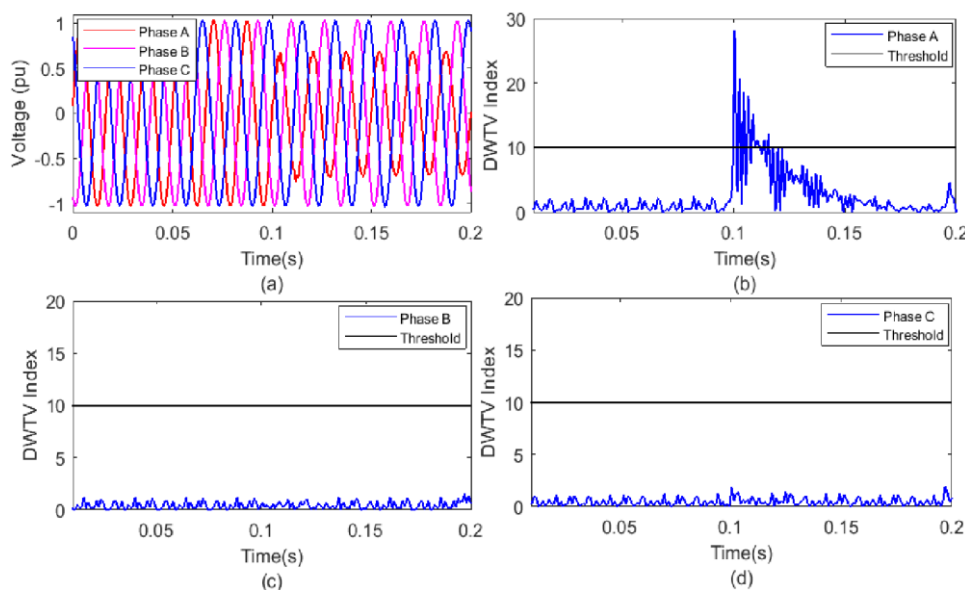 Phase A
Phase B
Phase C
Voltage (pu)
1
0.5
0
-0.5
-1
0
0.05
0.1
0.15
0.2
Time(s)
(a)
Phase A
Threshold
DWTV Index
30
20
10
0
0.05
0.1
0.15
0.2
Time(s)
(b)
Phase B
Threshold
DWTV Index
20
15
10
5
0
0.05
0.1
0.15
0.2
Time(s)
(c)
Phase C
Threshold
DWTV Index
20
15
10
5
0
0.05
0.1
0.15
0.2
Time(s)
(d)